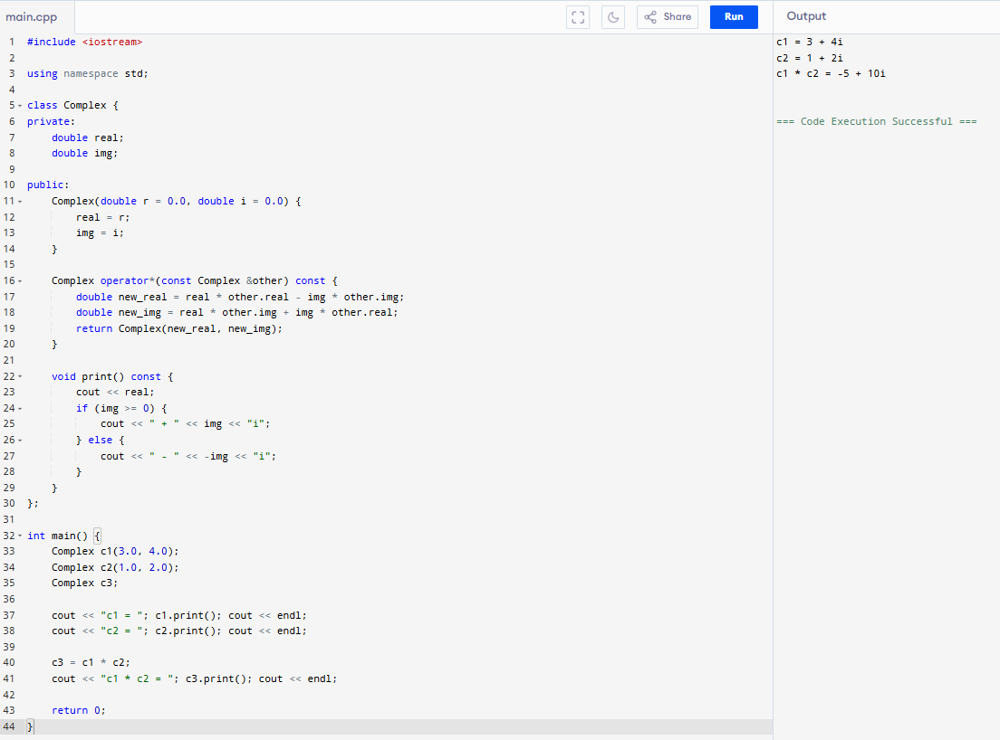 main.cpp
Share
Run
Output
1 #include <iostream>
2
3 using namespace std;
4
5 class Complex {
6 private:
7     double real;
8     double img;
9
10 public:
11     Complex(double r = 0.0, double i = 0.0) {
12         real = r;
13         img = i;
14     }
15
16     Complex operator*(const Complex &other) const {
17         double new_real = real * other.real - img * other.img;
18         double new_img = real * other.img + img * other.real;
19         return Complex(new_real, new_img);
20     }
21
22     void print() const {
23         cout << real;
24         if (img >= 0) {
25             cout << " + " << img << "i";
26         } else {
27             cout << " - " << -img << "i";
28         }
29     }
30 };
31
32 int main() {
33     Complex c1(3.0, 4.0);
34     Complex c2(1.0, 2.0);
35     Complex c3;
36
37     cout << "c1 = "; c1.print(); cout << endl;
38     cout << "c2 = "; c2.print(); cout << endl;
39
40     c3 = c1 * c2;
41     cout << "c1 * c2 = "; c3.print(); cout << endl;
42
43     return 0;
44 }
c1 = 3 + 4i
c2 = 1 + 2i
c1 * c2 = -5 + 10i
=== Code Execution Successful ===